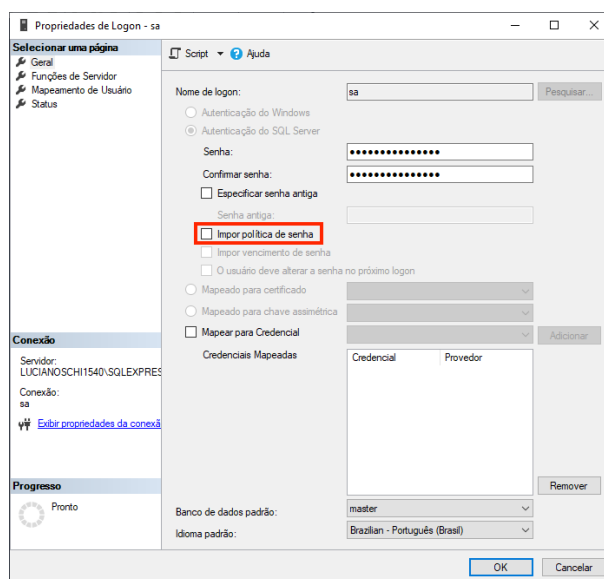 Propriedades de Logon - sa
Selecionar uma página
Geral
Funções de Servidor
Mapeamento de Usuário
Status
Script
Ajuda
Nome de logon:
sa
Pesquisar...
Autenticação do Windows
Autenticação do SQL Server
Senha:
●●●●●●●●●●●●●●●
Confirmar senha:
●●●●●●●●●●●●●●●
Especificar senha antiga
Senha antiga:
Impor política de senha
Impor vencimento de senha
O usuário deve alterar a senha no próximo logon
Mapeado para certificado
Mapeado para chave assimétrica
Mapear para Credencial
Adicionar
Credenciais Mapeadas
Credencial Provedor
Remover
Banco de dados padrão:
master
Idioma padrão:
Brazilian - Português (Brasil)
Conexão
Servidor:
LUCIANOSCHI1540\SQLEXPRES
Conexão:
sa
Exibir propriedades da conexã
Progresso
Pronto
OK
Cancelar